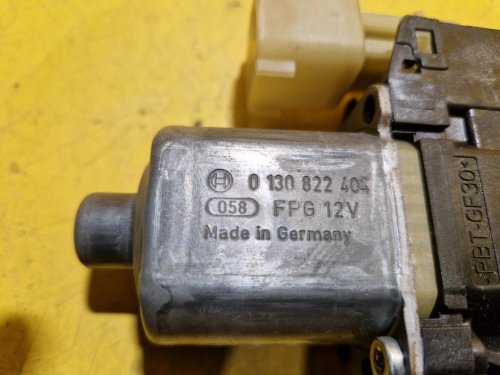 0 130 822 404
058 FPG 12V
Made in Germany
>PBT-GF30<